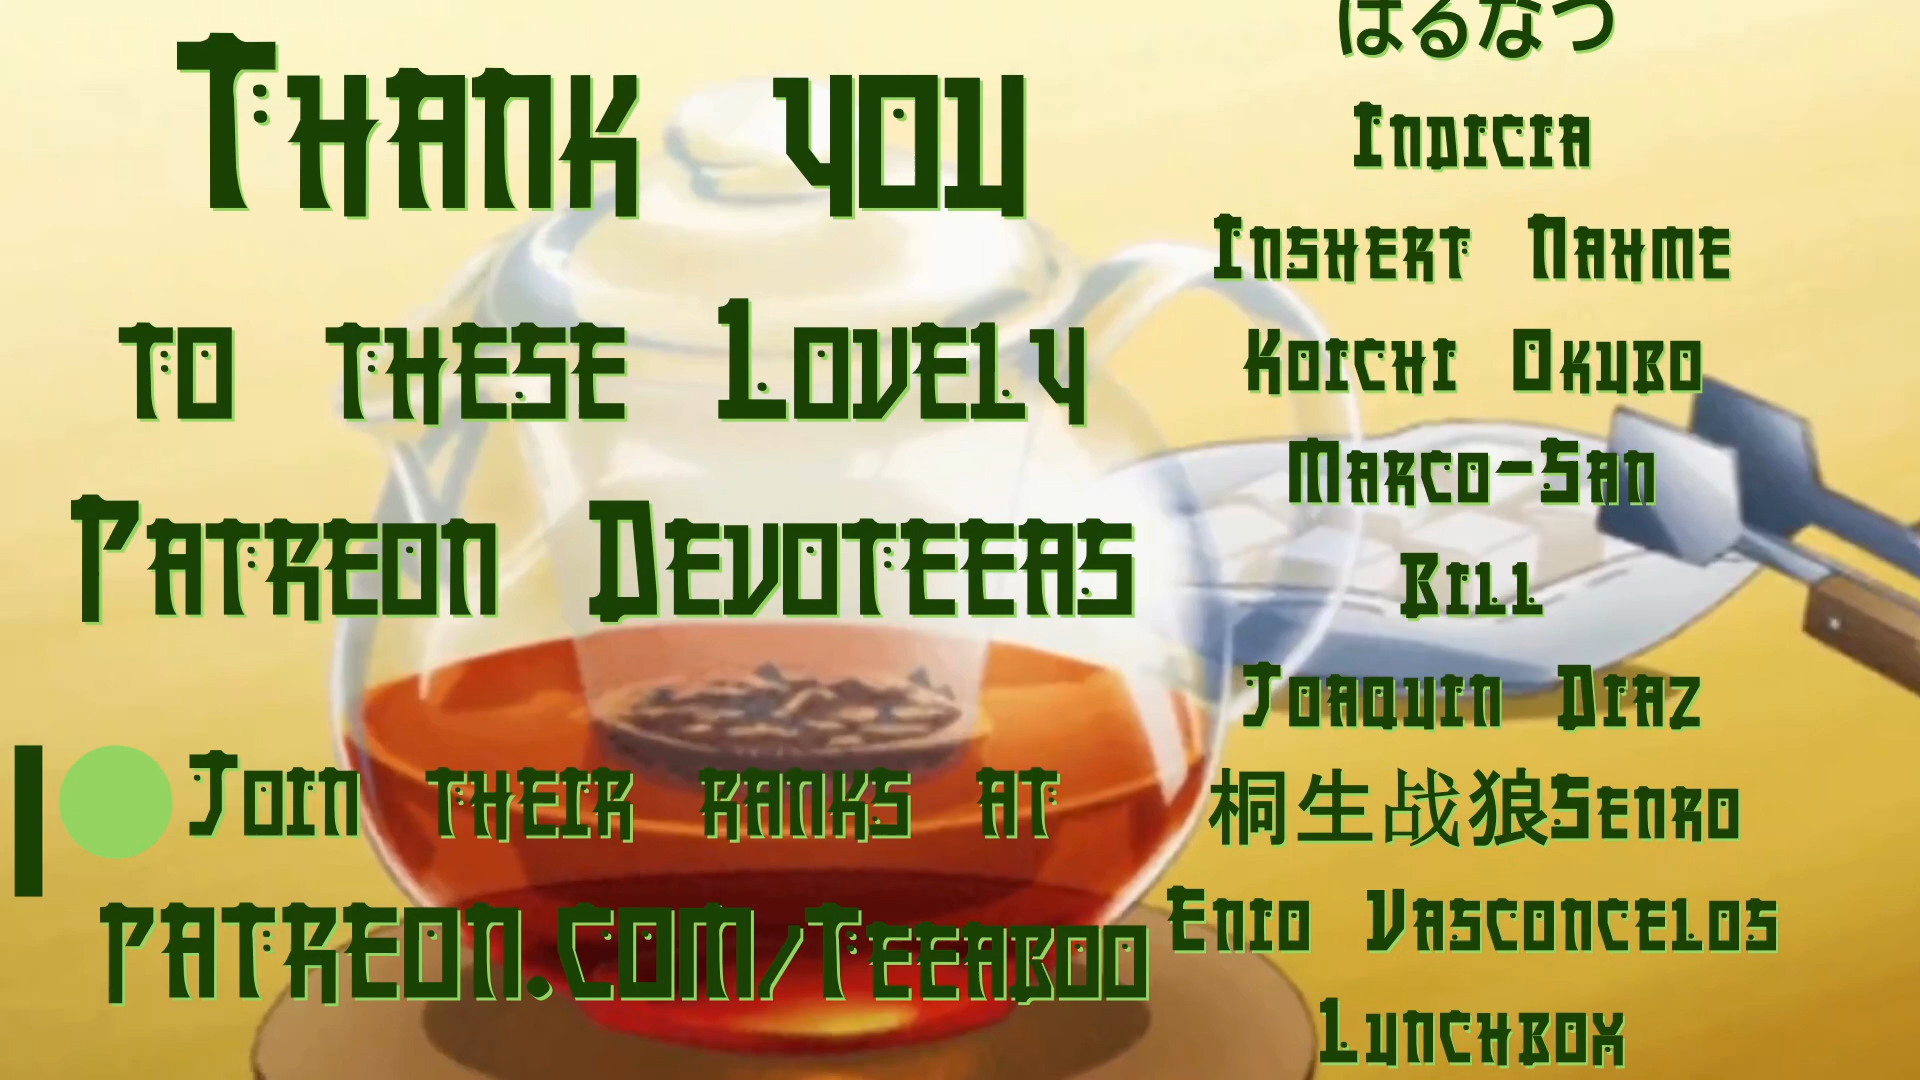 Thank you
to these Lovely
Patreon Devoteeas
Join their ranks at
patreon.com/Teeaboo
はるなつ
Indicia
Inshert Nahme
Koichi Okubo
Marco-San
Bill
Joaquin Diaz
桐生战狼Senro
Enio Vasconcelos
Lunchbox